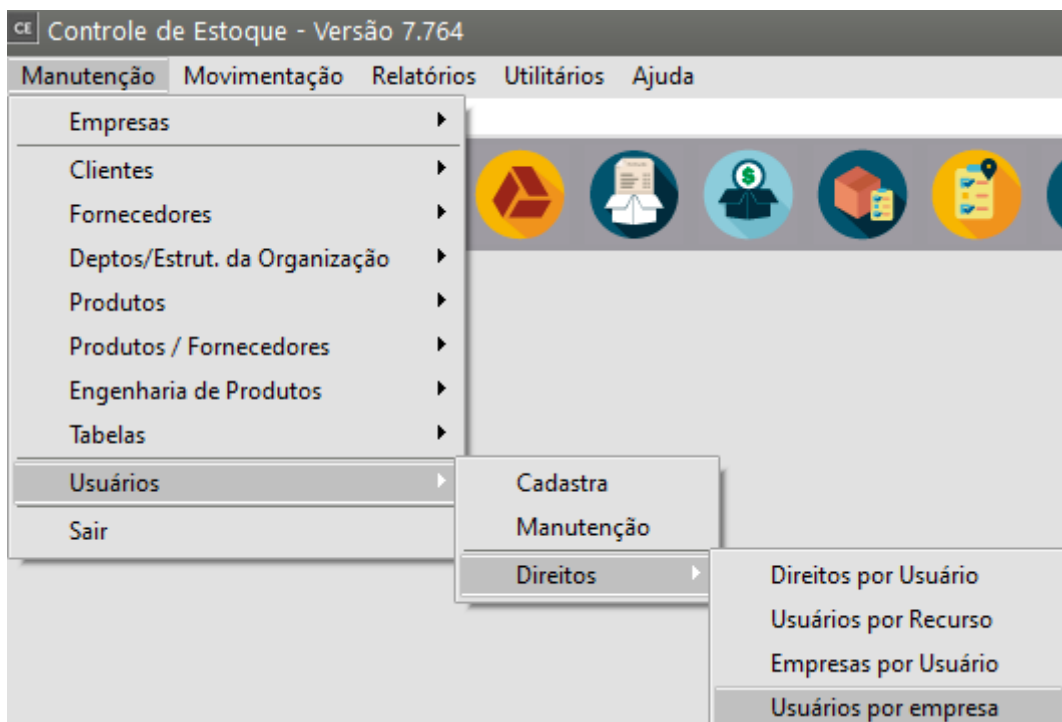 CE Controle de Estoque - Versão 7.764
Manutenção Movimentação Relatórios Utilitários Ajuda
Empresas
Clientes
Fornecedores
Deptos/Estrut. da Organização
Produtos
Produtos / Fornecedores
Engenharia de Produtos
Tabelas
Usuários
Sair
Cadastra
Manutenção
Direitos
Direitos por Usuário
Usuários por Recurso
Empresas por Usuário
Usuários por empresa